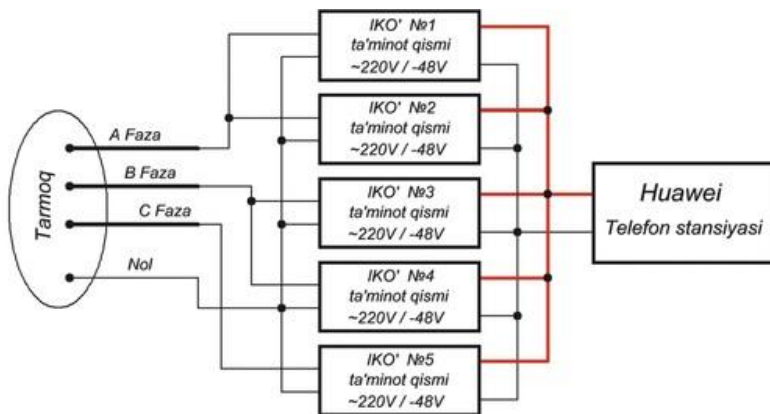 Tarmoq
A Faza
B Faza
C Faza
Nol
IKO' №1
ta'minot qismi
~220V / -48V
IKO' №2
ta'minot qismi
~220V / -48V
IKO' №3
ta'minot qismi
~220V / -48V
IKO' №4
ta'minot qismi
~220V / -48V
IKO' №5
ta'minot qismi
~220V / -48V
Huawei
Telefon stansiyasi